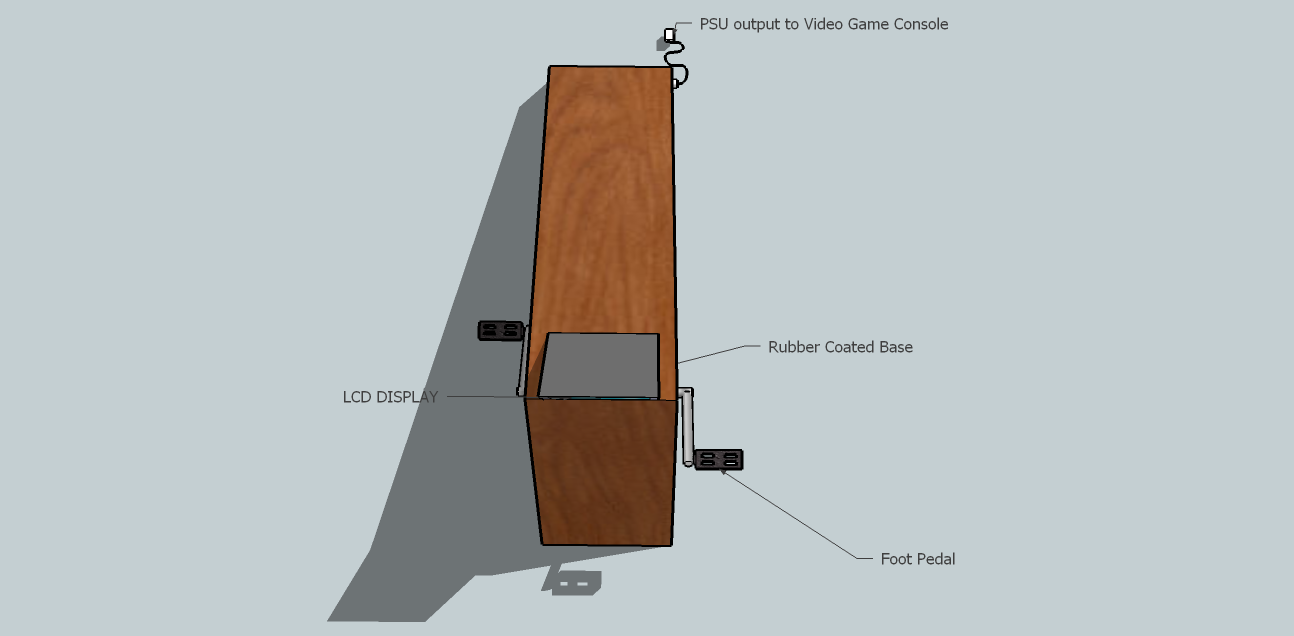 PSU output to Video Game Console
Rubber Coated Base
LCD DISPLAY
Foot Pedal